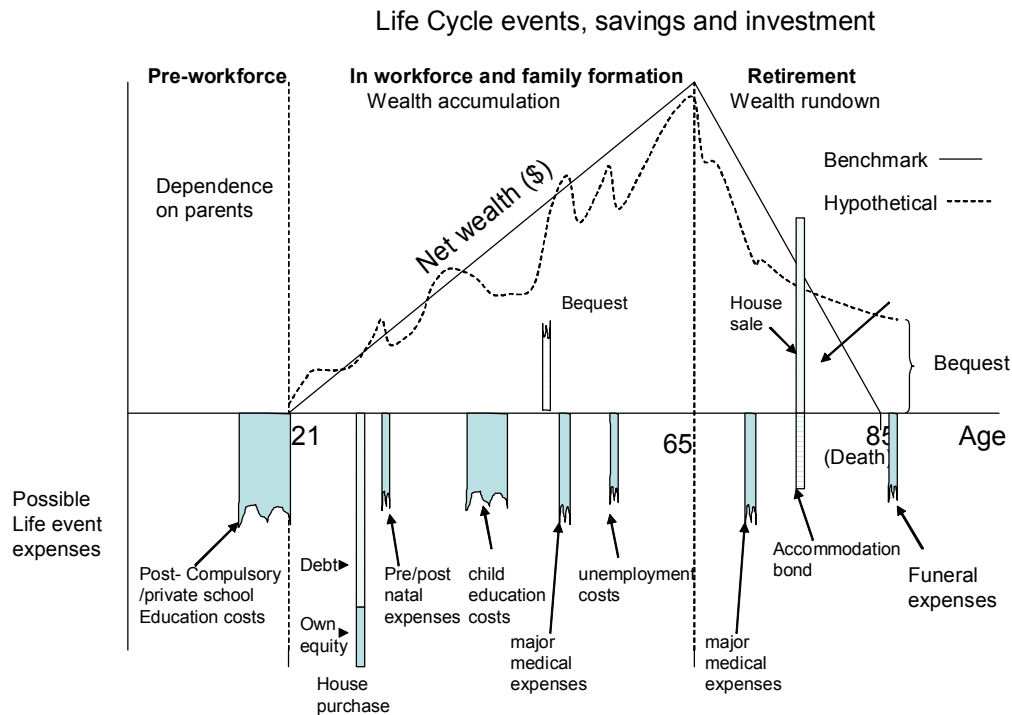 Life Cycle events, savings and investment
Pre-workforce
In workforce and family formation
Wealth accumulation
Retirement
Wealth rundown
Benchmark
Hypothetical
Dependence
on parents
Net wealth ($)
Bequest
House
sale
Bequest
21
65
85
(Death)
Age
Possible
Life event
expenses
Post- Compulsory
/private school
Education costs
Debt
Own
equity
House
purchase
Pre/post
natal
expenses
child
education
costs
major
medical
expenses
unemployment
costs
major
medical
expenses
Accommodation
bond
Funeral
expenses